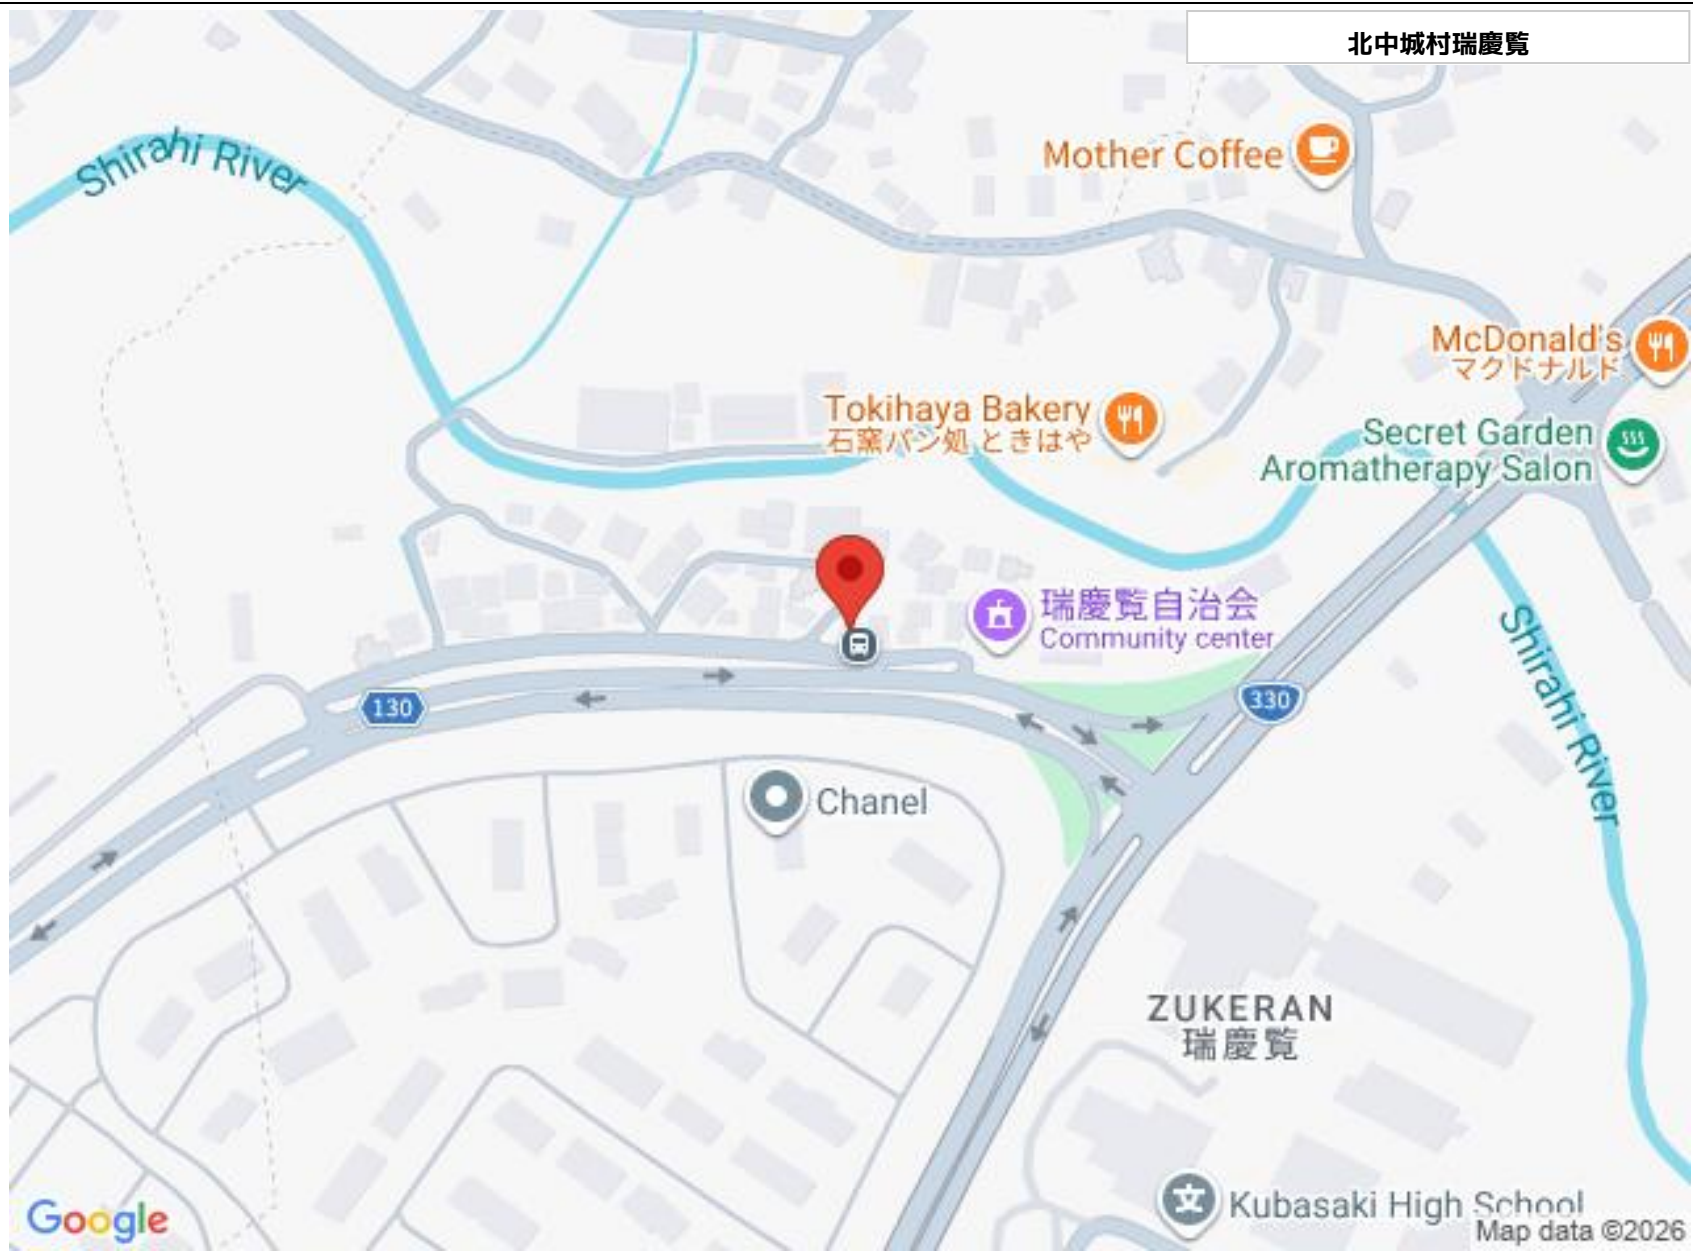 北中城村瑞慶覧
Shirahi River
Mother Coffee
McDonald's
マクドナルド
Tokihaya Bakery
石窯パン処 ときはや
Secret Garden
Aromatherapy Salon
瑞慶覧自治会
Community center
Shirahi River
130
330
Chanel
ZUKERAN
瑞慶覧
文
Kubasaki High School
Google
Map data ©2026